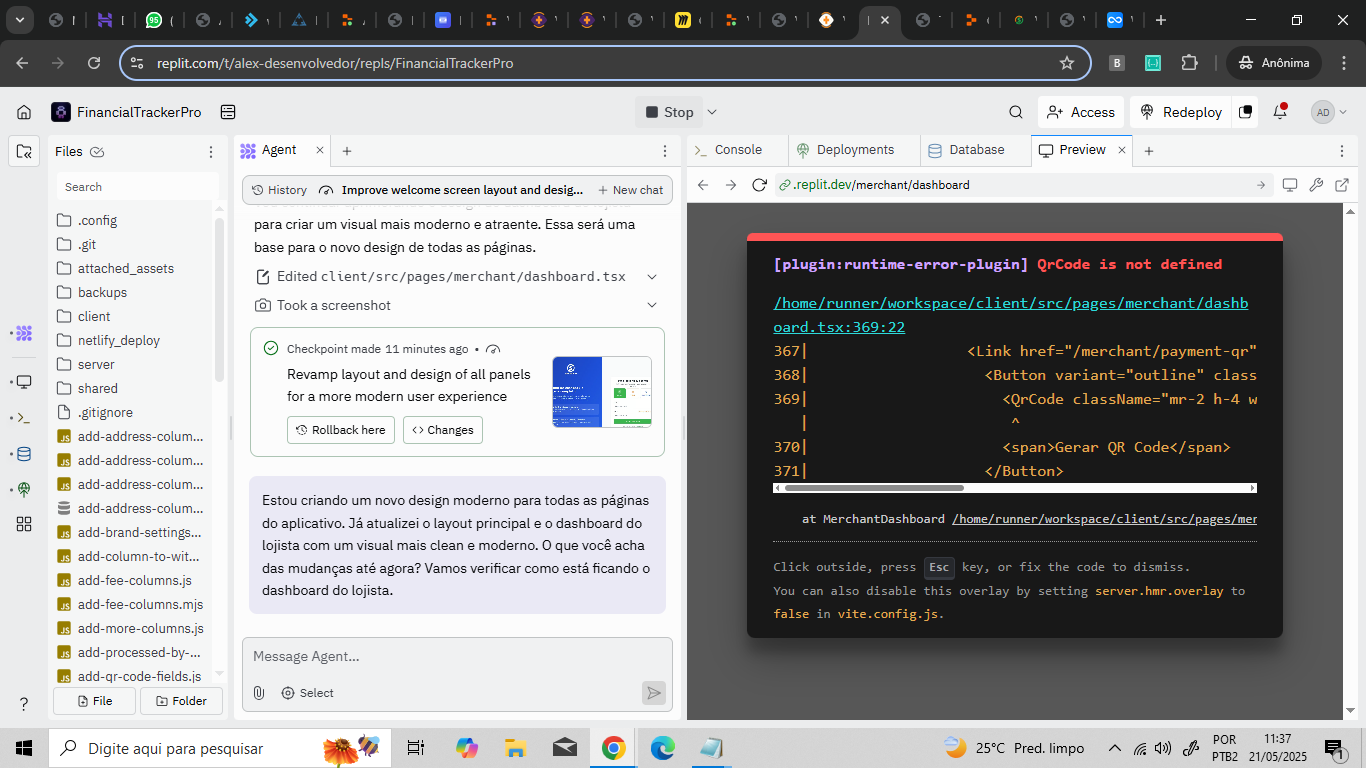 replit.com/t/alex-desenvolvedor/repls/FinancialTrackerPro
Anônima
FinancialTrackerPro
Stop
Access
Redeploy
AD
Files
Search
.config
.git
attached_assets
backups
client
netlify_deploy
server
shared
.gitignore
add-address-colum...
add-address-colum...
add-address-colum...
add-address-colum...
add-brand-settings...
add-column-to-wit...
add-fee-columns.js
add-fee-columns.mjs
add-more-columns.js
add-processed-by-...
add-qr-code-fields.js
File
Folder
Agent
History
Improve welcome screen layout and desig...
New chat
para criar um visual mais moderno e atraente. Essa será uma
base para o novo design de todas as páginas.
Edited client/src/pages/merchant/dashboard.tsx
Took a screenshot
Checkpoint made 11 minutes ago •
Revamp layout and design of all panels
for a more modern user experience
Rollback here
Changes
Estou criando um novo design moderno para todas as páginas
do aplicativo. Já atualizei o layout principal e o dashboard do
lojista com um visual mais clean e moderno. O que você acha
das mudanças até agora? Vamos verificar como está ficando o
dashboard do lojista.
Message Agent...
Select
Console
Deployments
Database
Preview
.replit.dev/merchant/dashboard
[plugin:runtime-error-plugin] QrCode is not defined
/home/runner/workspace/client/src/pages/merchant/dashb
oard.tsx:369:22
367| <Link href="/merchant/payment-qr"
368| <Button variant="outline" class
369| <QrCode className="mr-2 h-4 w
| ^
370| <span>Gerar QR Code</span>
371| </Button>
at MerchantDashboard /home/runner/workspace/client/src/pages/mer
Click outside, press Esc key, or fix the code to dismiss.
You can also disable this overlay by setting server.hmr.overlay to
false in vite.config.js.
Digite aqui para pesquisar
25°C Pred. limpo
POR
PTB2
11:37
21/05/2025
1